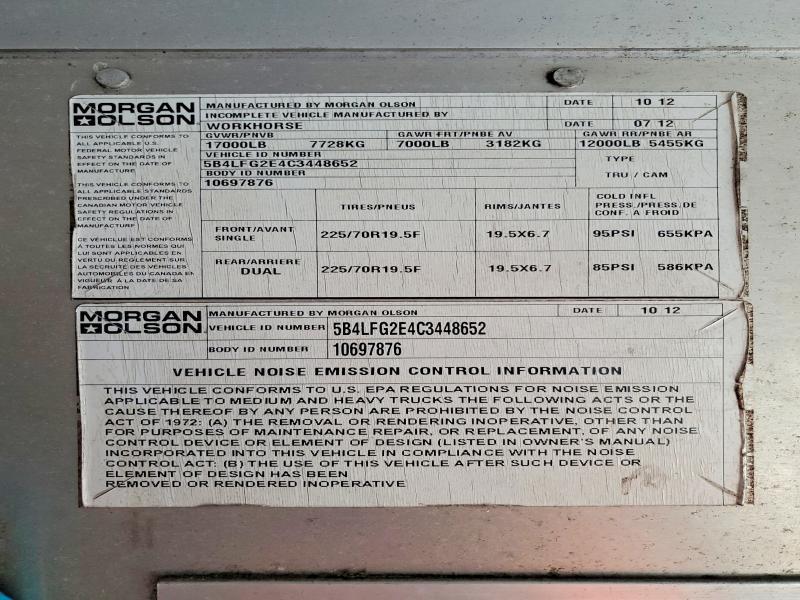 MORGAN OLSON
MANUFACTURED BY MORGAN OLSON DATE 10 12
INCOMPLETE VEHICLE MANUFACTURED BY
WORKHORSE DATE 07 12
GVWR/PNVB GAWR FRT/PNBE AV GAWR RR/PNBE AR
17000LB 7728KG 7000LB 3182KG 12000LB 5455KG
VEHICLE ID NUMBER TYPE
5B4LFG2E4C3448652
BODY ID NUMBER TRU / CAM
10697876
THIS VEHICLE CONFORMS TO
ALL APPLICABLE U.S.
FEDERAL MOTOR VEHICLE
SAFETY STANDARDS IN
EFFECT ON THE DATE OF
MANUFACTURE
THIS VEHICLE CONFORMS TO
ALL APPLICABLE STANDARDS
PRESCRIBED UNDER THE
CANADIAN MOTOR VEHICLE
SAFETY REGULATIONS IN
EFFECT ON THE DATE OF
MANUFACTURE
CE VÉHICLUE EST CONFORMS
À TOUTES LES NORMES QUI
LUI SONT APPLICABLES EN
VERTU DU REGLEMENT SUR
LA SECRUITE DES VEHICLES
AUTOMOBILES DU CANADA EN
VIGUEUR À LA DATE DE SA
FABRICATION
TIRES/PNEUS RIMS/JANTES COLD INFL
PRESS./PRESS.DE
CONF. A FROID
FRONT/AVANT
SINGLE 225/70R19.5F 19.5X6.7 95PSI 655KPA
REAR/ARRIERE
DUAL 225/70R19.5F 19.5X6.7 85PSI 586KPA
MORGAN OLSON
MANUFACTURED BY MORGAN OLSON DATE 10 12
VEHICLE ID NUMBER 5B4LFG2E4C3448652
BODY ID NUMBER 10697876
VEHICLE NOISE EMISSION CONTROL INFORMATION
THIS VEHICLE CONFORMS TO U.S. EPA REGULATIONS FOR NOISE EMISSION
APPLICABLE TO MEDIUM AND HEAVY TRUCKS THE FOLLOWING ACTS OR THE
CAUSE THEREOF BY ANY PERSON ARE PROHIBITED BY THE NOISE CONTROL
ACT OF 1972: (A) THE REMOVAL OR RENDERING INOPERATIVE, OTHER THAN
FOR PURPOSES OF MAINTENANCE REPAIR, OR REPLACEMENT, OF ANY NOISE
CONTROL DEVICE OR ELEMENT OF DESIGN (LISTED IN OWNER'S MANUAL)
INCORPORATED INTO THIS VEHICLE IN COMPLIANCE WITH THE NOISE
CONTROL ACT: (B) THE USE OF THIS VEHICLE AFTER SUCH DEVICE OR
ELEMENT OF DESIGN HAS BEEN
REMOVED OR RENDERED INOPERATIVE